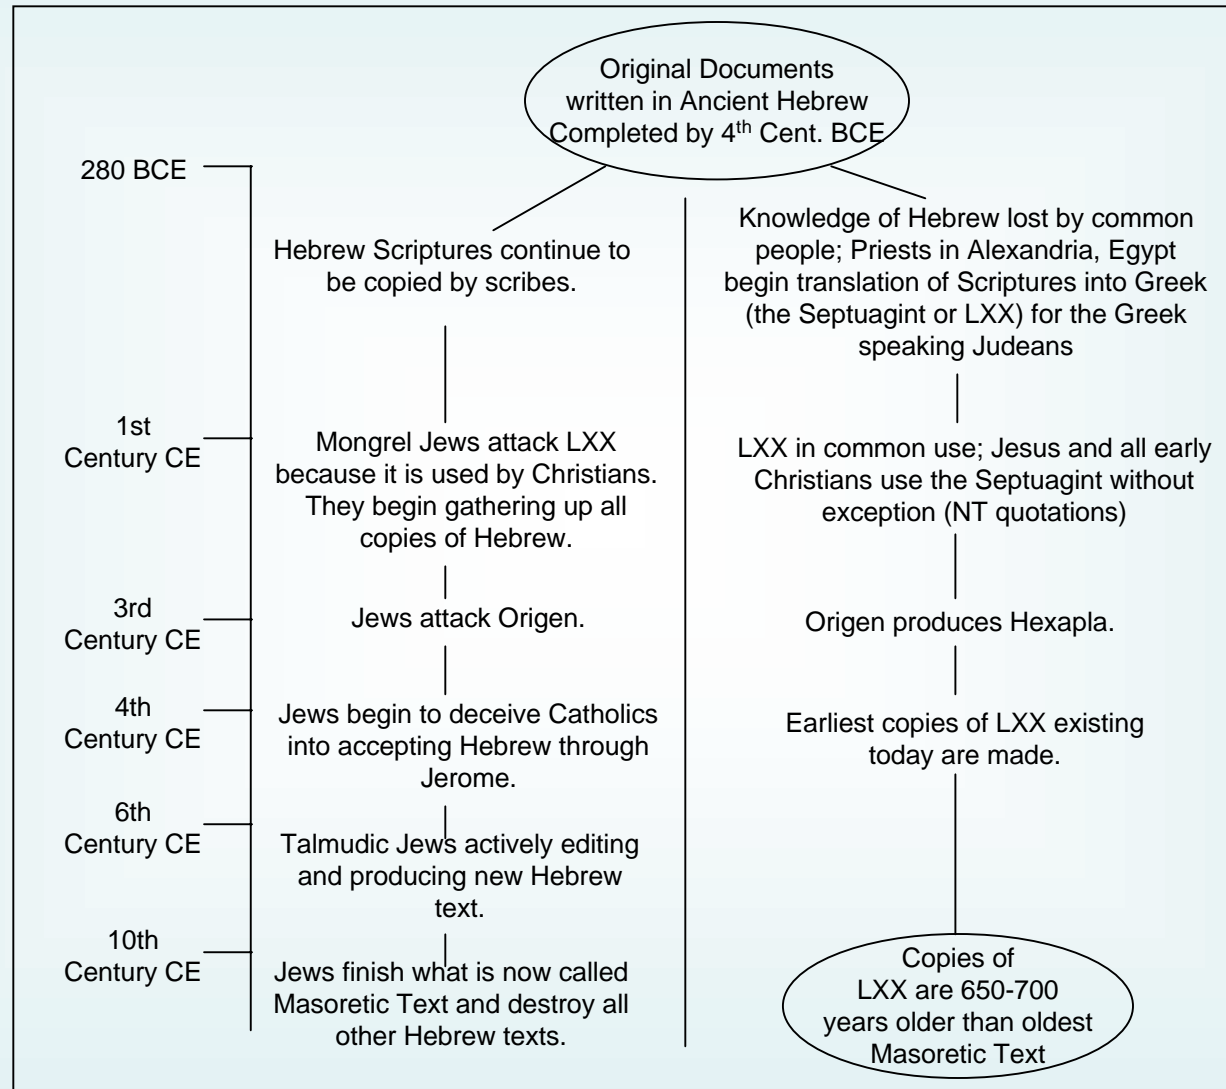 Original Documents
written in Ancient Hebrew
Completed by 4th Cent. BCE
280 BCE
Hebrew Scriptures continue to
be copied by scribes.
Knowledge of Hebrew lost by common
people; Priests in Alexandria, Egypt
begin translation of Scriptures into Greek
(the Septuagint or LXX) for the Greek
speaking Judeans
1st
Century CE
Mongrel Jews attack LXX
because it is used by Christians.
They begin gathering up all
copies of Hebrew.
LXX in common use; Jesus and all early
Christians use the Septuagint without
exception (NT quotations)
3rd
Century CE
Jews attack Origen.
Origen produces Hexapla.
4th
Century CE
Jews begin to deceive Catholics
into accepting Hebrew through
Jerome.
Earliest copies of LXX existing
today are made.
6th
Century CE
Talmudic Jews actively editing
and producing new Hebrew
text.
10th
Century CE
Jews finish what is now called
Masoretic Text and destroy all
other Hebrew texts.
Copies of
LXX are 650-700
years older than oldest
Masoretic Text